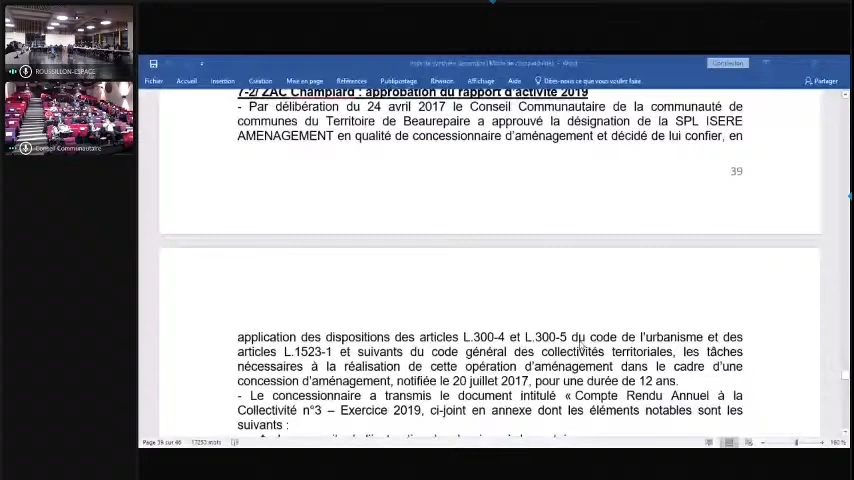 ROUSSILLON-ESPACE
Conseil Communautaire
Connexion
Fichier Accueil Insertion Création Mise en page Références Publipostage Révision Affichage Aide Dites-nous ce que vous voulez faire Partager
7-2/ ZAC Champlard : approbation du rapport d'activité 2019
- Par délibération du 24 avril 2017 le Conseil Communautaire de la communauté de
communes du Territoire de Beaurepaire a approuvé la désignation de la SPL ISERE
AMENAGEMENT en qualité de concessionnaire d'aménagement et décidé de lui confier, en
39
application des dispositions des articles L.300-4 et L.300-5 du code de l'urbanisme et des
articles L.1523-1 et suivants du code général des collectivités territoriales, les tâches
nécessaires à la réalisation de cette opération d'aménagement dans le cadre d'une
concession d'aménagement, notifiée le 20 juillet 2017, pour une durée de 12 ans.
- Le concessionnaire a transmis le document intitulé « Compte Rendu Annuel à la
Collectivité n°3 – Exercice 2019, ci-joint en annexe dont les éléments notables sont les
suivants :
Page 39 sur 46 17253 mots
160 %